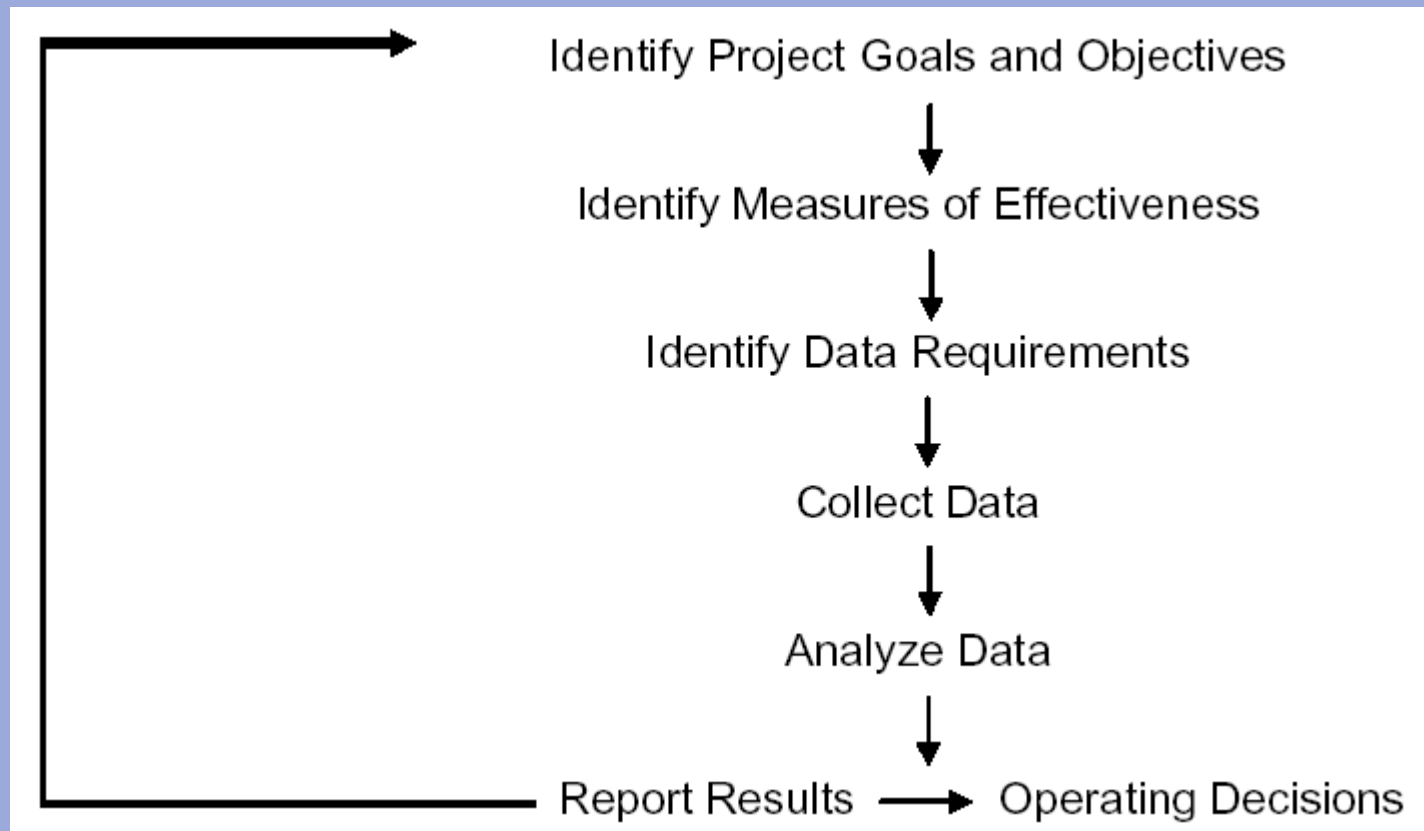 Identify Project Goals and Objectives
Identify Measures of Effectiveness
Identify Data Requirements
Collect Data
Analyze Data
Report Results Operating Decisions